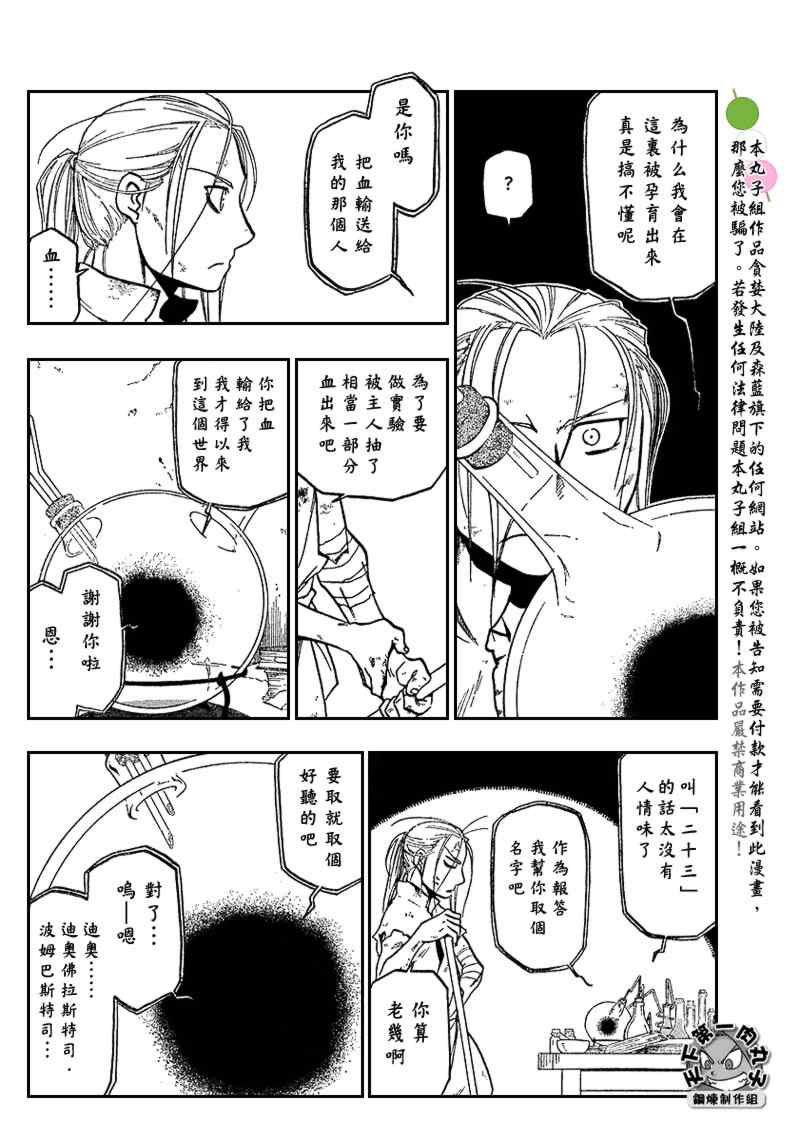 為什么我會在
這裏被孕育出來
真是搞不懂呢
？
是你嗎
把血輸送給
我的那個人
血……
為了要
做實驗
被主人抽了
相當一部分
血出來吧
你把血
輸給了我
我才得以來
到這個世界
謝謝你啦
恩…
叫「二十三」
的話太沒有
人情味了
作為報答
我幫你取個
名字吧
你算
老幾啊
要取就取個
好聽的吧
對了…
嗚—嗯
迪奧……
迪奧佛拉斯特司．
波姆巴斯特司…
本丸子組作品貪婪大陸及森藍旗下的任何網站。如果您被告知需要付款才能看到此漫畫，
那麼您被騙了。若發生任何法律問題本丸子組一概不負責！本作品嚴禁商業用途！
天下第一肉丸子
鋼煉制作組